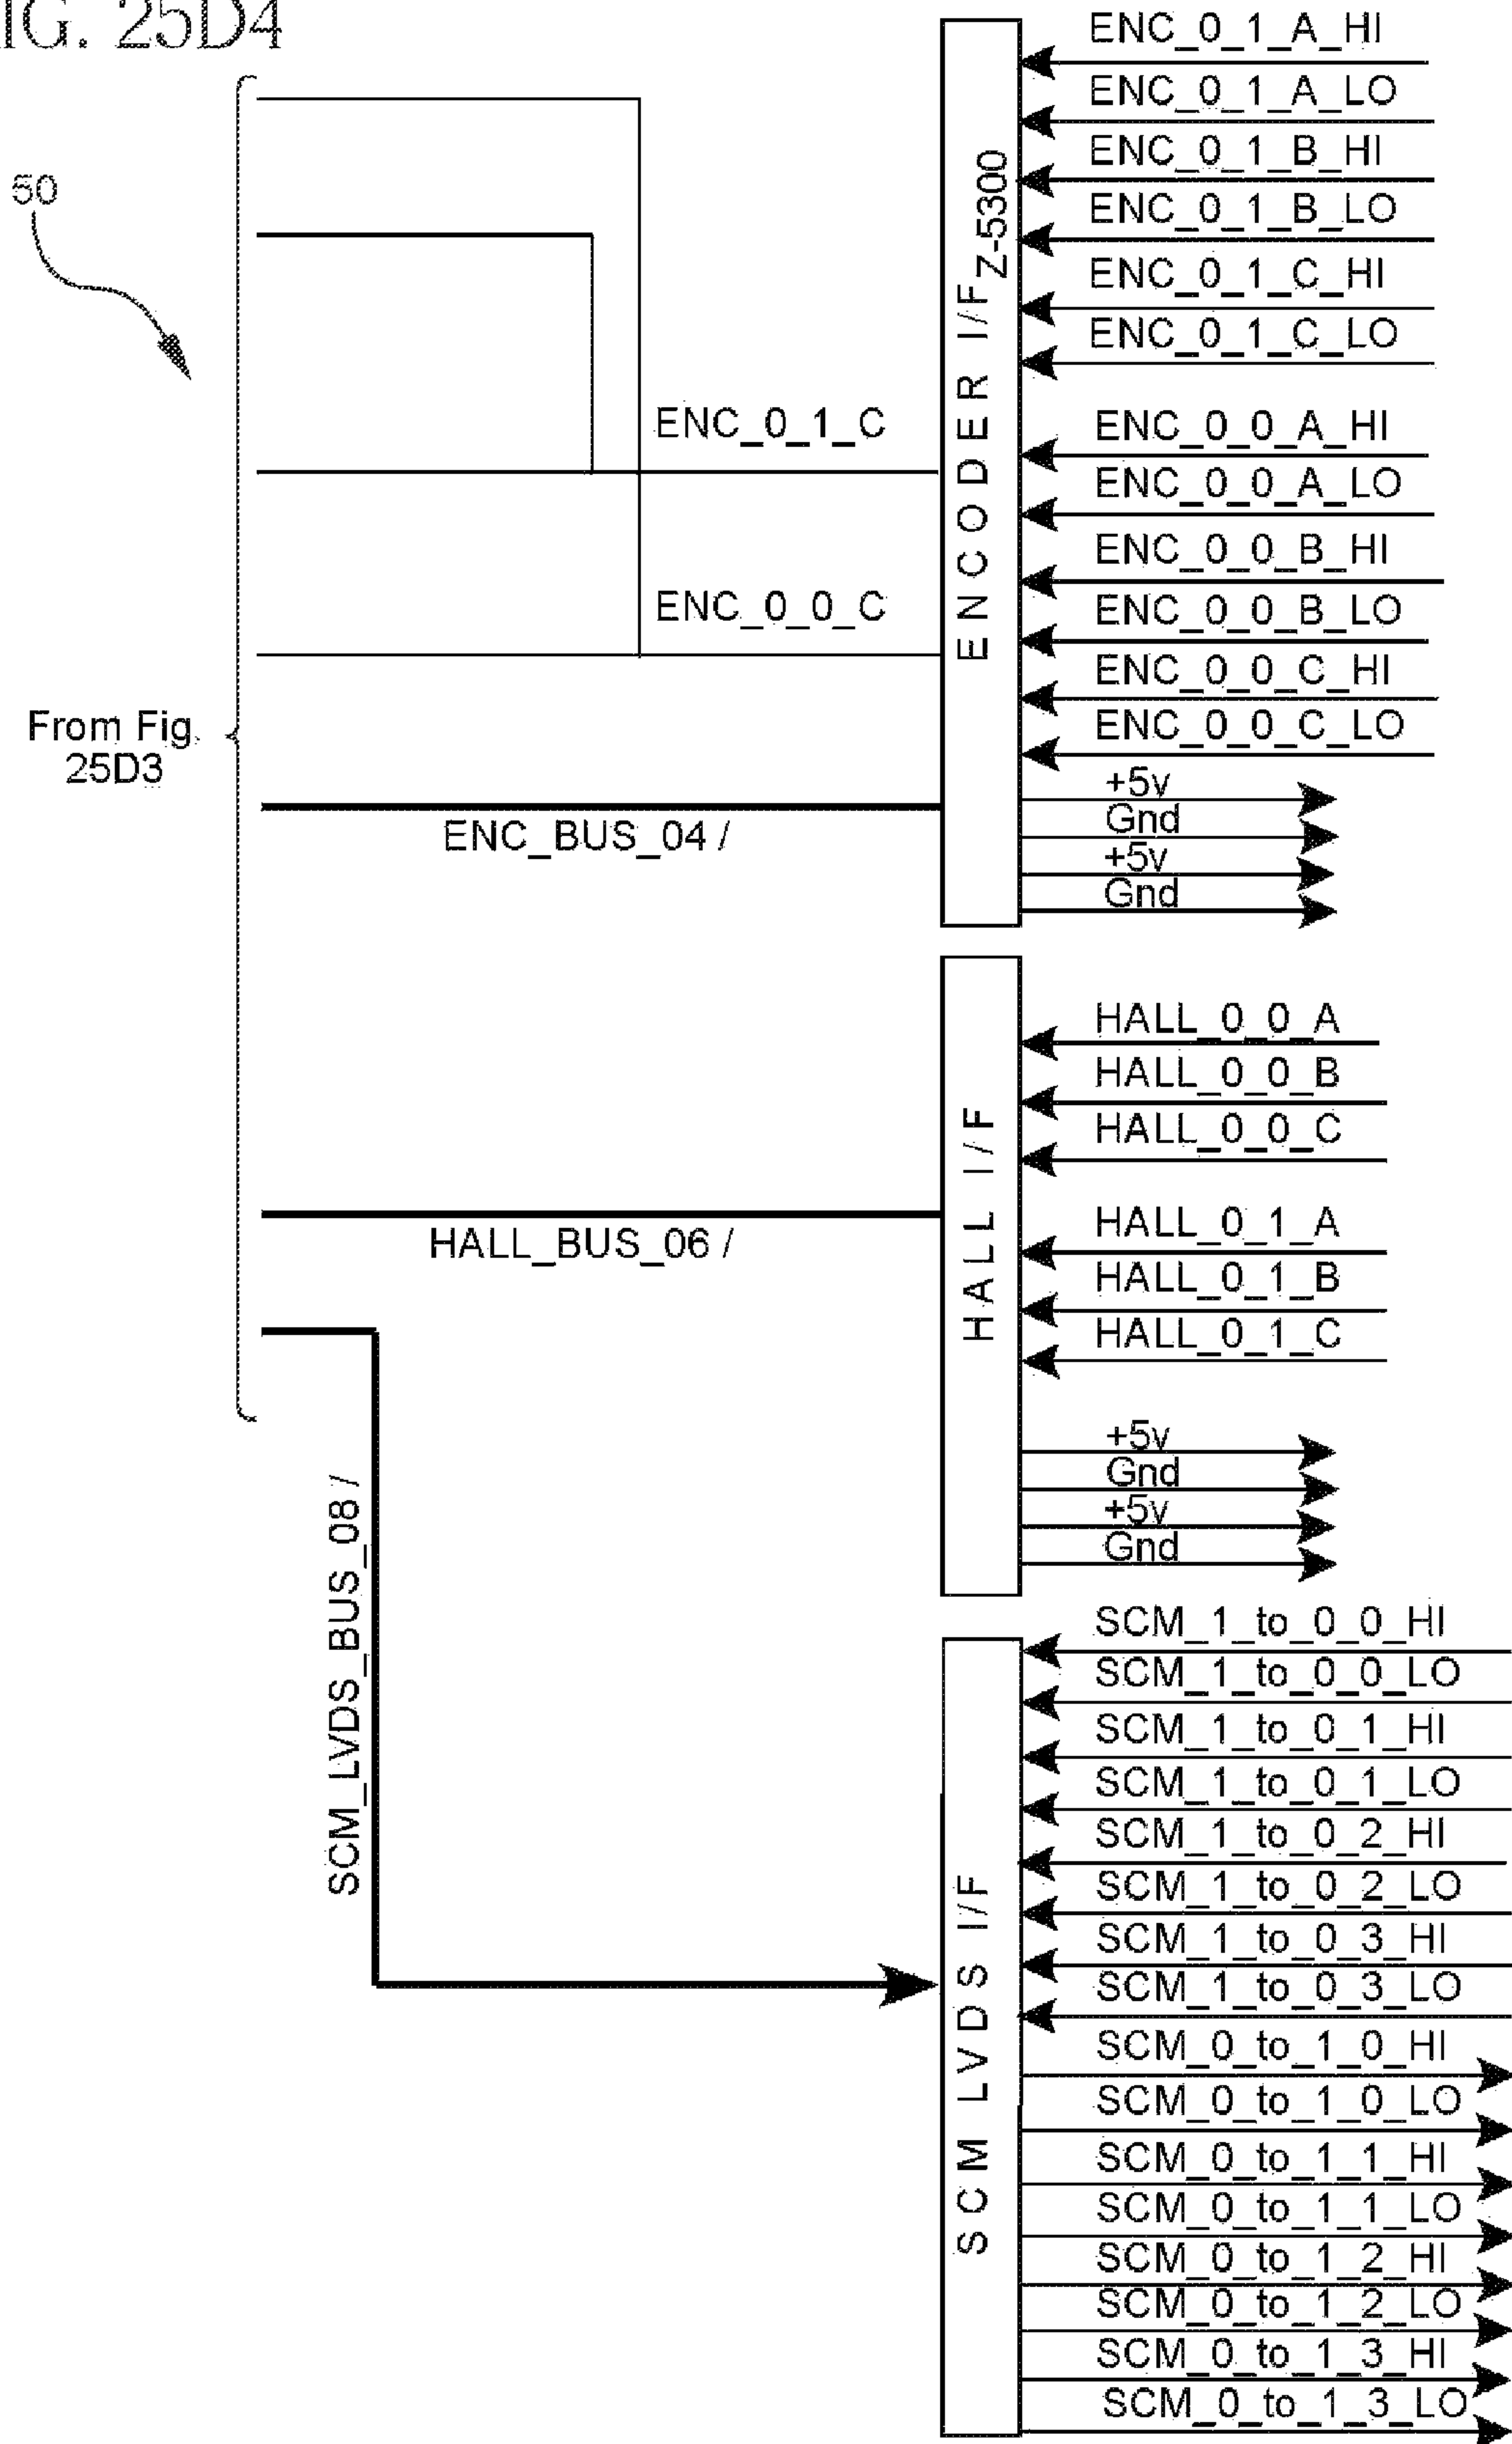 IG. 25D4
50
From Fig.
25D3
ENC_0_1_C
ENC_0_0_C
ENC_BUS_04 /
HALL_BUS_06 /
SCM_LVDS_BUS_08 /
ENCODER I/F
Z-5300
ENC_0_1_A_HI
ENC_0_1_A_LO
ENC_0_1_B_HI
ENC_0_1_B_LO
ENC_0_1_C_HI
ENC_0_1_C_LO
ENC_0_0_A_HI
ENC_0_0_A_LO
ENC_0_0_B_HI
ENC_0_0_B_LO
ENC_0_0_C_HI
ENC_0_0_C_LO
+5v
Gnd
+5v
Gnd
HALL I/F
HALL_0_0_A
HALL_0_0_B
HALL_0_0_C
HALL_0_1_A
HALL_0_1_B
HALL_0_1_C
+5v
Gnd
+5v
Gnd
SCM LVDS I/F
SCM_1_to_0_0_HI
SCM_1_to_0_0_LO
SCM_1_to_0_1_HI
SCM_1_to_0_1_LO
SCM_1_to_0_2_HI
SCM_1_to_0_2_LO
SCM_1_to_0_3_HI
SCM_1_to_0_3_LO
SCM_0_to_1_0_HI
SCM_0_to_1_0_LO
SCM_0_to_1_1_HI
SCM_0_to_1_1_LO
SCM_0_to_1_2_HI
SCM_0_to_1_2_LO
SCM_0_to_1_3_HI
SCM_0_to_1_3_LO